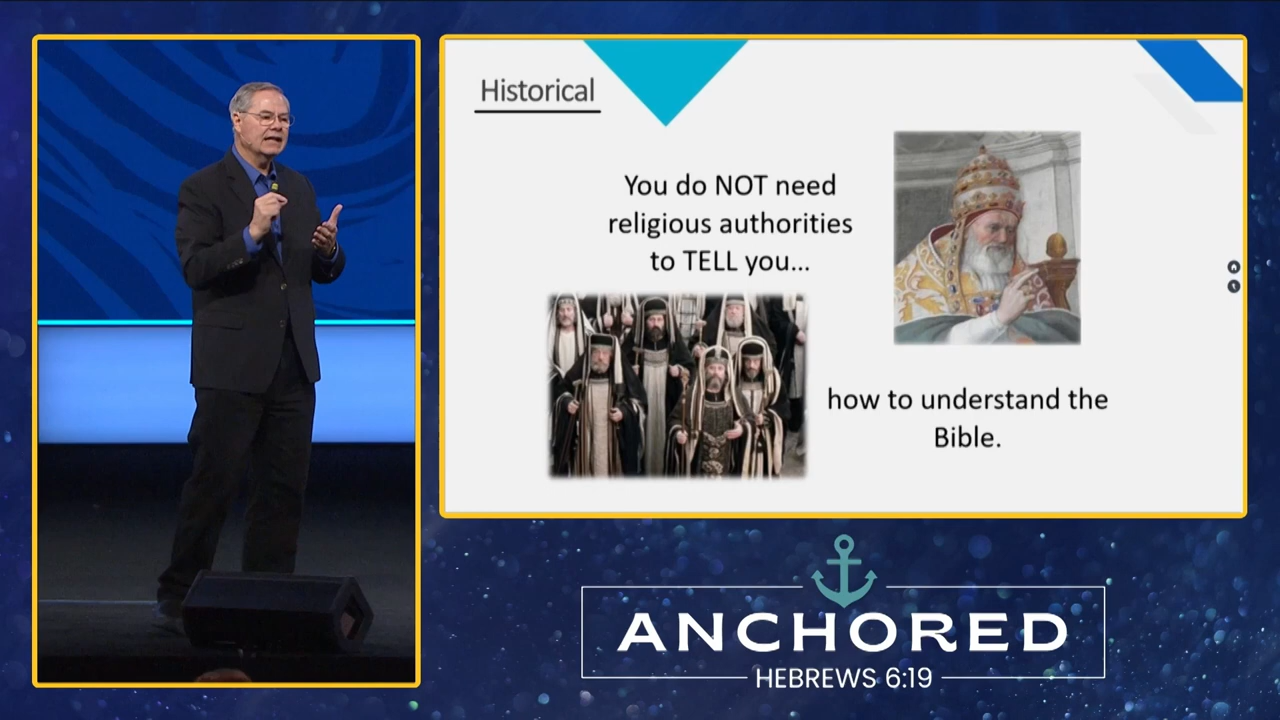 Historical
You do NOT need
religious authorities
to TELL you...
how to understand the
Bible.
ANCHORED
HEBREWS 6:19